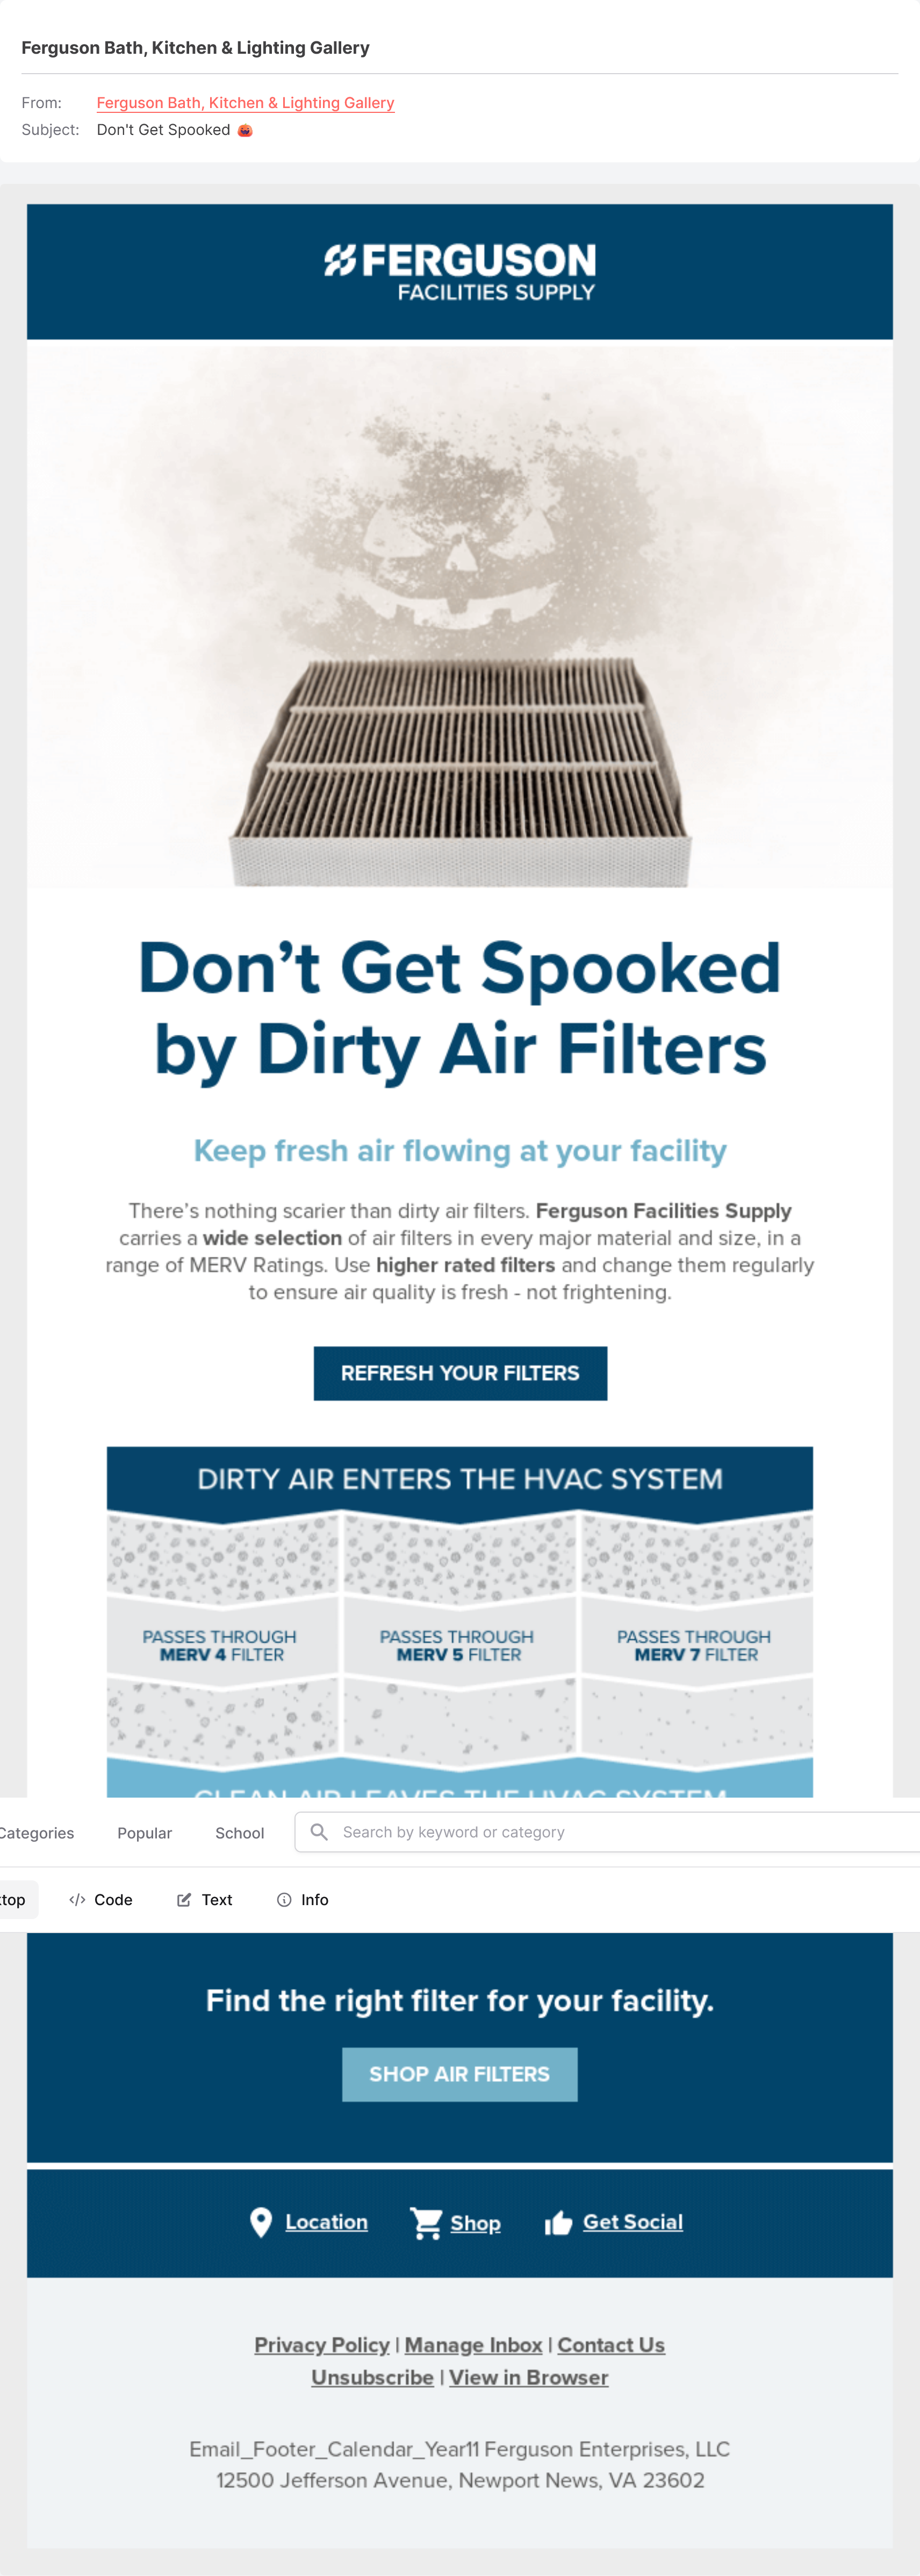 Ferguson Bath, Kitchen & Lighting Gallery
From: Ferguson Bath, Kitchen & Lighting Gallery
Subject: Don't Get Spooked 🎃
FERGUSON
FACILITIES SUPPLY
Don’t Get Spooked
by Dirty Air Filters
Keep fresh air flowing at your facility
There’s nothing scarier than dirty air filters. Ferguson Facilities Supply
carries a wide selection of air filters in every major material and size, in a
range of MERV Ratings. Use higher rated filters and change them regularly
to ensure air quality is fresh - not frightening.
REFRESH YOUR FILTERS
DIRTY AIR ENTERS THE HVAC SYSTEM
PASSES THROUGH
MERV 4 FILTER
PASSES THROUGH
MERV 5 FILTER
PASSES THROUGH
MERV 7 FILTER
CLEAN AIR LEAVES THE HVAC SYSTEM
Categories Popular School Search by keyword or category
ktop </> Code Text Info
Find the right filter for your facility.
SHOP AIR FILTERS
Location Shop Get Social
Privacy Policy | Manage Inbox | Contact Us
Unsubscribe | View in Browser
Email_Footer_Calendar_Year11 Ferguson Enterprises, LLC
12500 Jefferson Avenue, Newport News, VA 23602